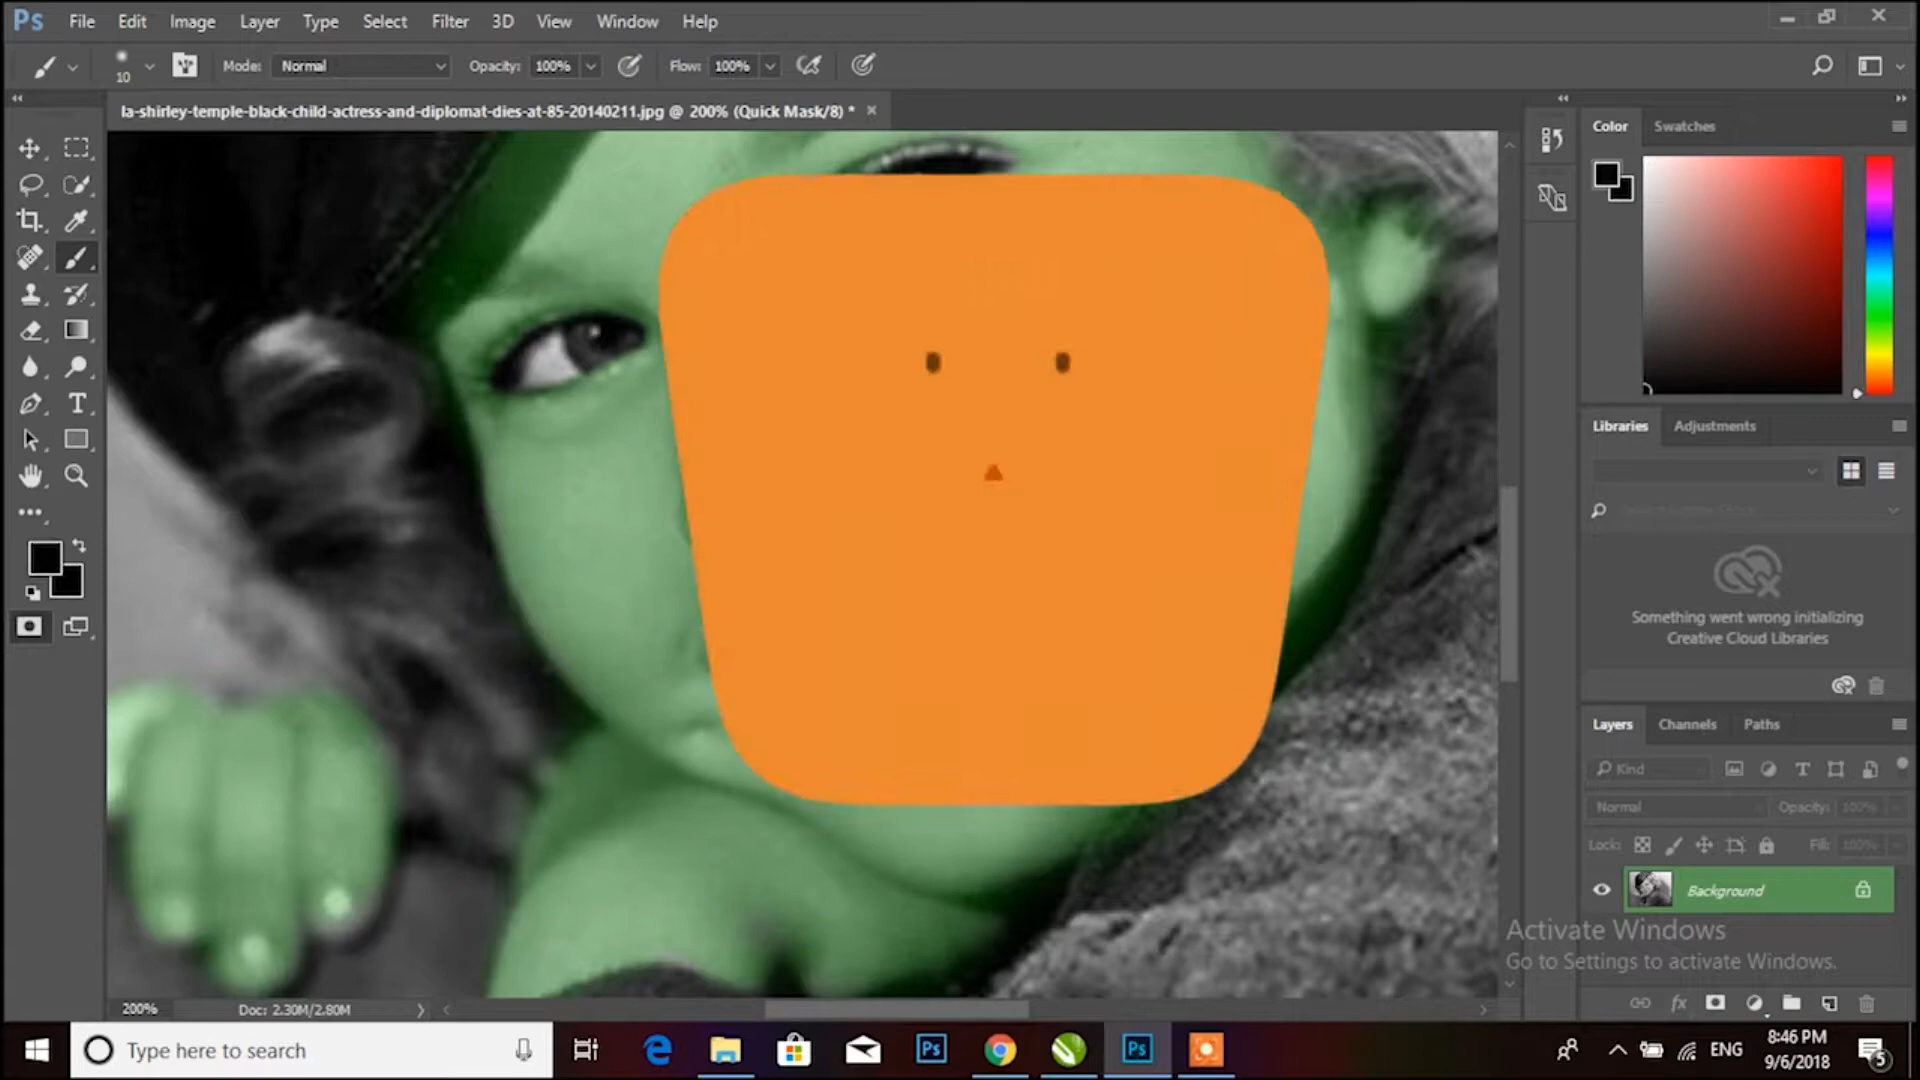 Ps File Edit Image Layer Type Select Filter 3D View Window Help
10 Mode: Normal Opacity: 100% Flow: 100%
la-shirley-temple-black-child-actress-and-diplomat-dies-at-85-20140211.jpg @ 200% (Quick Mask/8) *
Color Swatches
Libraries Adjustments
Something went wrong initializing
Creative Cloud Libraries
Layers Channels Paths
Kind
Normal Opacity: 100%
Lock: Fill: 100%
Background
Activate Windows
Go to Settings to activate Windows.
200% Doc: 2.30M/2.80M
Type here to search
Ps
Ps
ENG
8:46 PM
9/6/2018
5